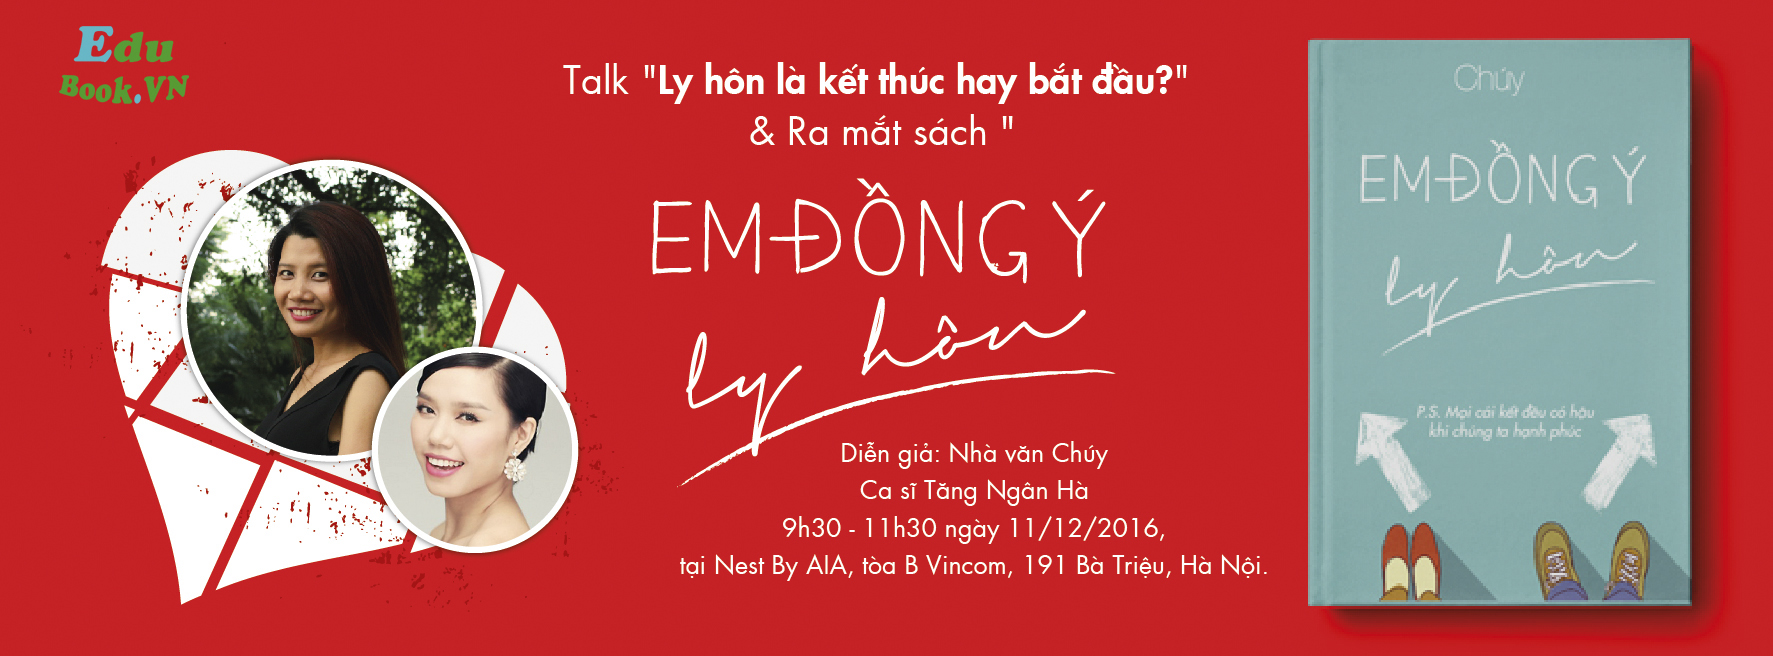 Edu
Book.VN
Talk "Ly hôn là kết thúc hay bắt đầu?"
& Ra mắt sách "
EM ĐỒNG Ý
ly hôn
Diễn giả: Nhà văn Chúy
Ca sĩ Tăng Ngân Hà
9h30 - 11h30 ngày 11/12/2016,
tại Nest By AIA, tòa B Vincom, 191 Bà Triệu, Hà Nội.
Chúy
EM ĐỒNG Ý
ly hôn
P.S. Mọi cái kết đều có hậu
khi chúng ta hạnh phúc